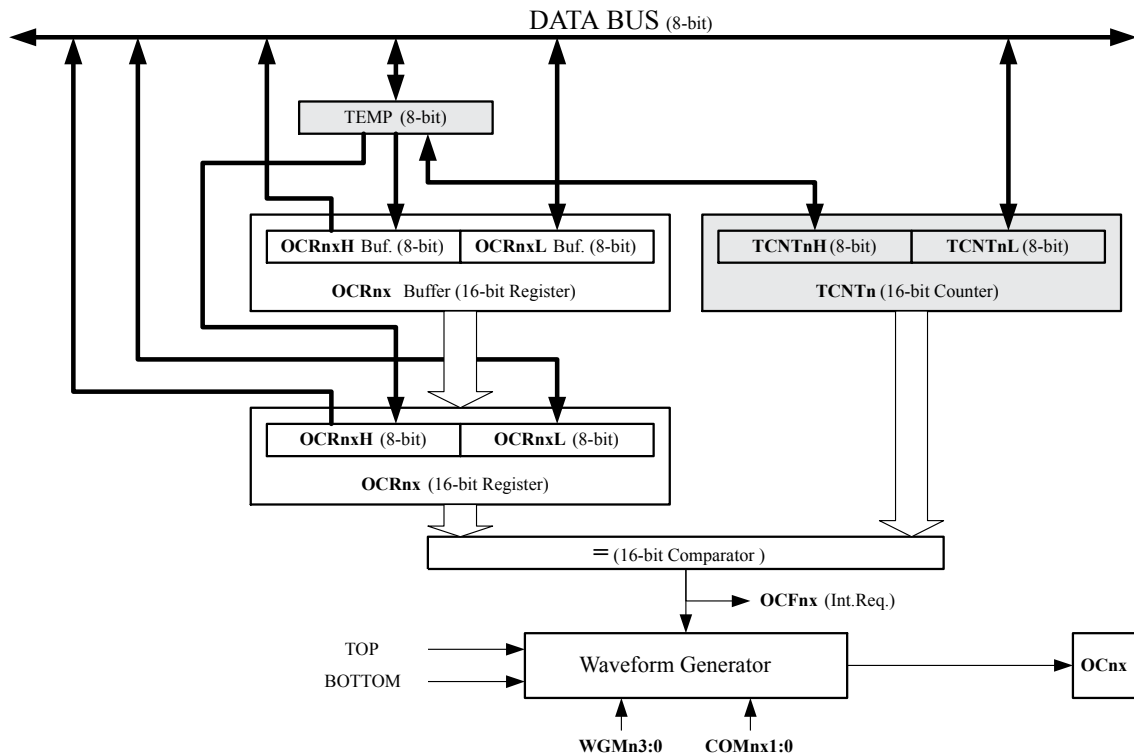 DATA BUS (8-bit)
TEMP (8-bit)
OCRnxH Buf. (8-bit) OCRnxL Buf. (8-bit)
OCRnx Buffer (16-bit Register)
TCNTnH (8-bit) TCNTnL (8-bit)
TCNTn (16-bit Counter)
OCRnxH (8-bit) OCRnxL (8-bit)
OCRnx (16-bit Register)
= (16-bit Comparator )
OCFnx (Int.Req.)
TOP
BOTTOM
Waveform Generator
OCnx
WGMn3:0 COMnx1:0